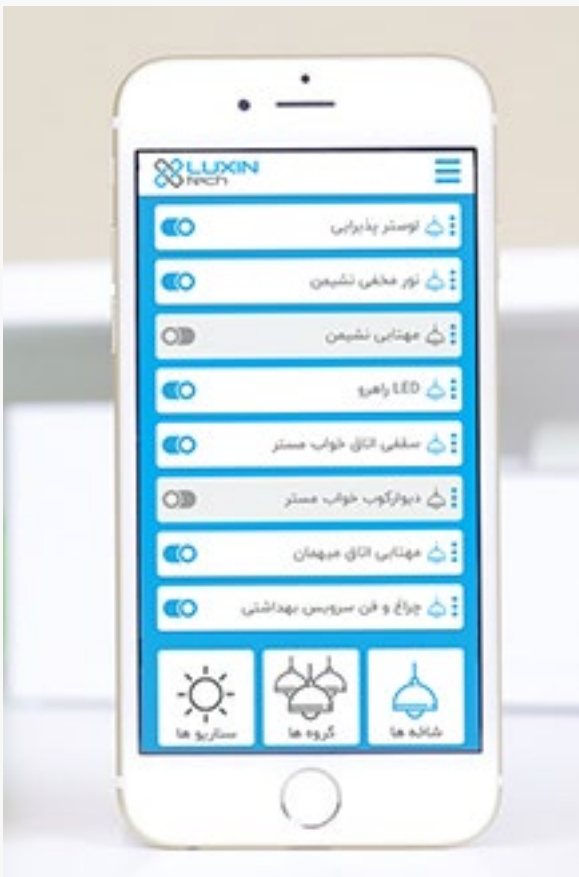 LUXIN
tech
لوستر پذیرایی
نور مخفی نشیمن
مهتابی نشیمن
LED راهرو
سقفی اتاق خواب مستر
دیوارکوب خواب مستر
مهتابی اتاق میهمان
چراغ و فن سرویس بهداشتی
شاخه ها
گروه ها
سناریو ها